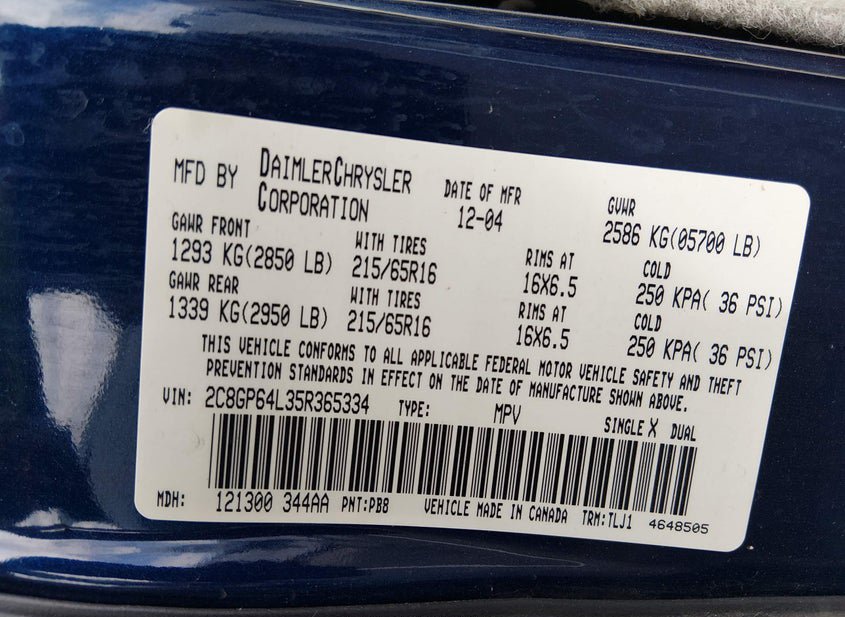 MFD BY DAIMLERCHRYSLER CORPORATION DATE OF MFR 12-04 GVWR 2586 KG(05700 LB)
GAWR FRONT WITH TIRES RIMS AT COLD
1293 KG(2850 LB) 215/65R16 16X6.5 250 KPA( 36 PSI)
GAWR REAR WITH TIRES RIMS AT COLD
1339 KG(2950 LB) 215/65R16 16X6.5 250 KPA( 36 PSI)
THIS VEHICLE CONFORMS TO ALL APPLICABLE FEDERAL MOTOR VEHICLE SAFETY AND THEFT
PREVENTION STANDARDS IN EFFECT ON THE DATE OF MANUFACTURE SHOWN ABOVE.
VIN: 2C8GP64L35R365334 TYPE: MPV SINGLE X DUAL
MDH: 121300 344AA PNT:PB8 VEHICLE MADE IN CANADA TRM:TLJ1 4648505